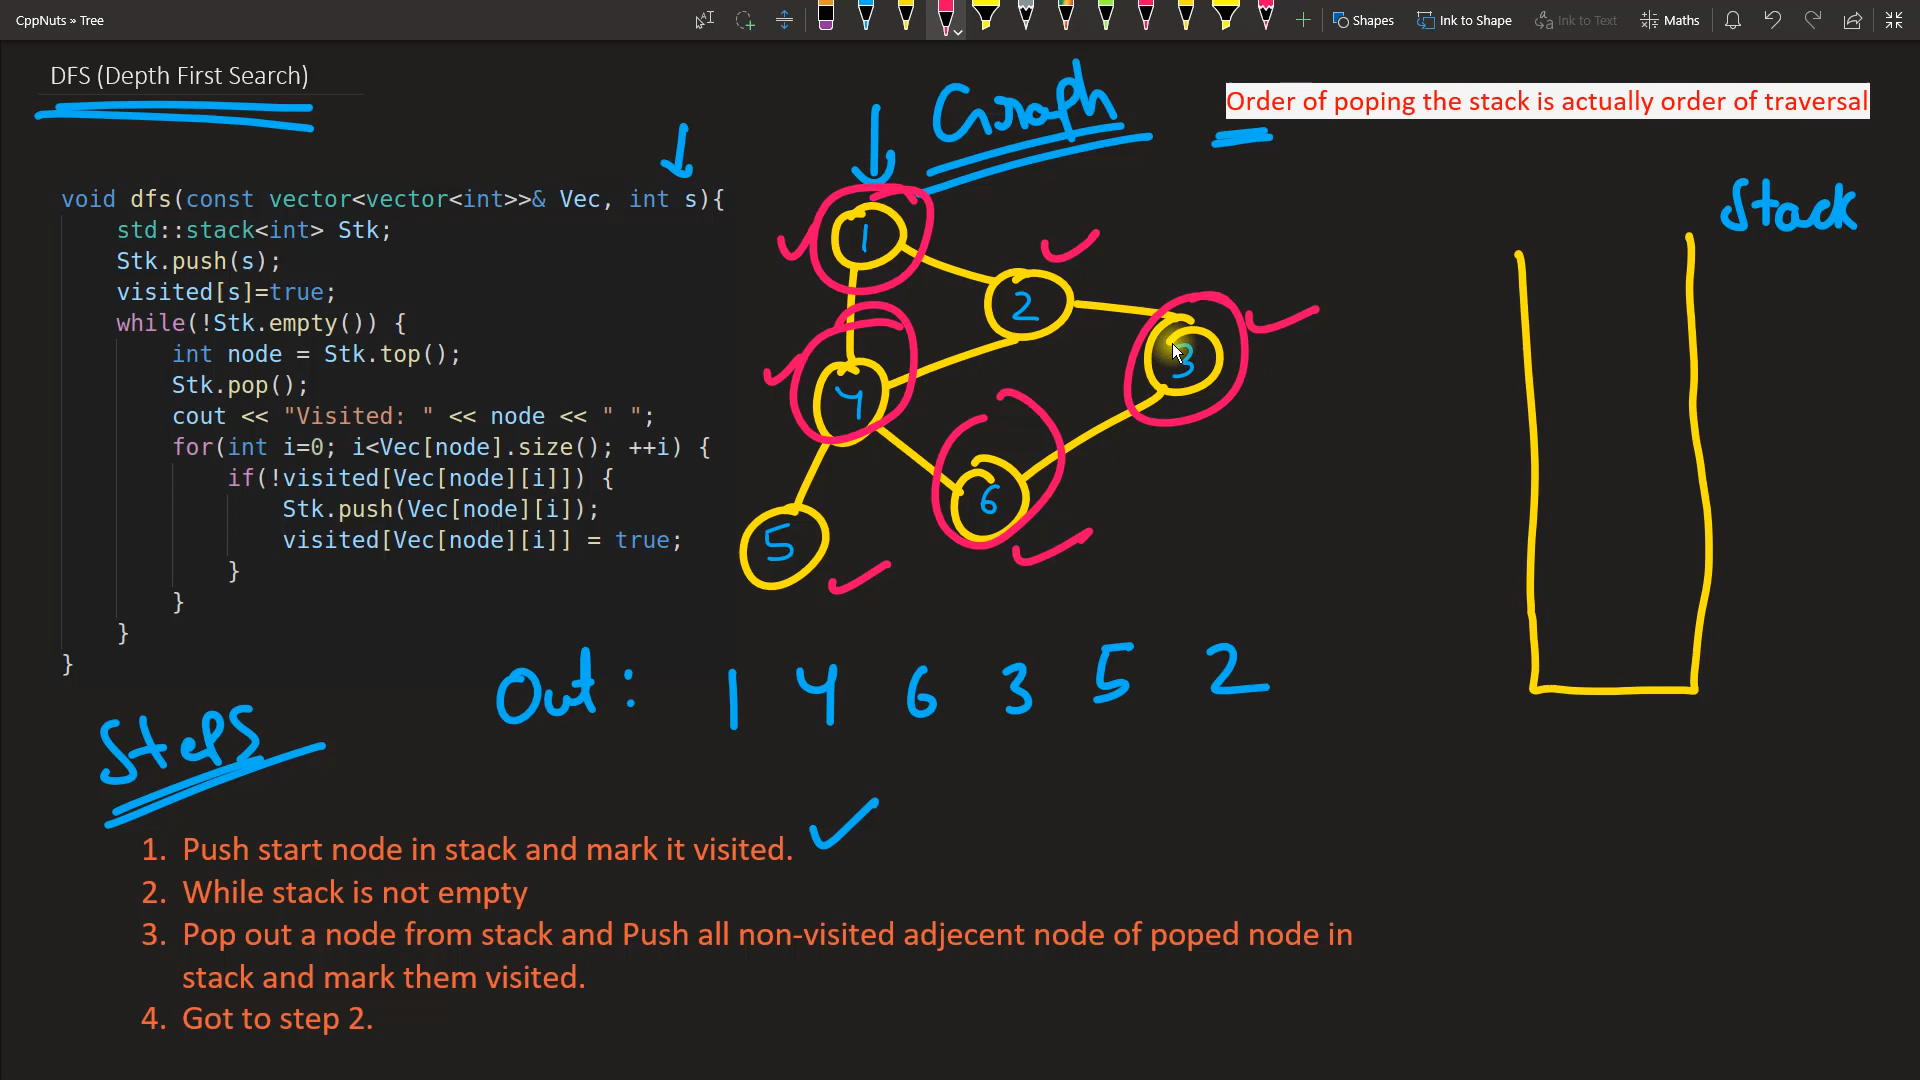 CppNuts » Tree
Shapes
Ink to Shape
Ink to Text
Maths
DFS (Depth First Search)
Graph
Order of poping the stack is actually order of traversal
Stack
void dfs(const vector<vector<int>>& Vec, int s){
std::stack<int> Stk;
Stk.push(s);
visited[s]=true;
while(!Stk.empty()) {
int node = Stk.top();
Stk.pop();
cout << "Visited: " << node << " ";
for(int i=0; i<Vec[node].size(); ++i) {
if(!visited[Vec[node][i]]) {
Stk.push(Vec[node][i]);
visited[Vec[node][i]] = true;
}
}
}
}
1
2
3
4
6
5
Out: 1 4 6 3 5 2
Steps
1. Push start node in stack and mark it visited.
2. While stack is not empty
3. Pop out a node from stack and Push all non-visited adjecent node of poped node in
stack and mark them visited.
4. Got to step 2.